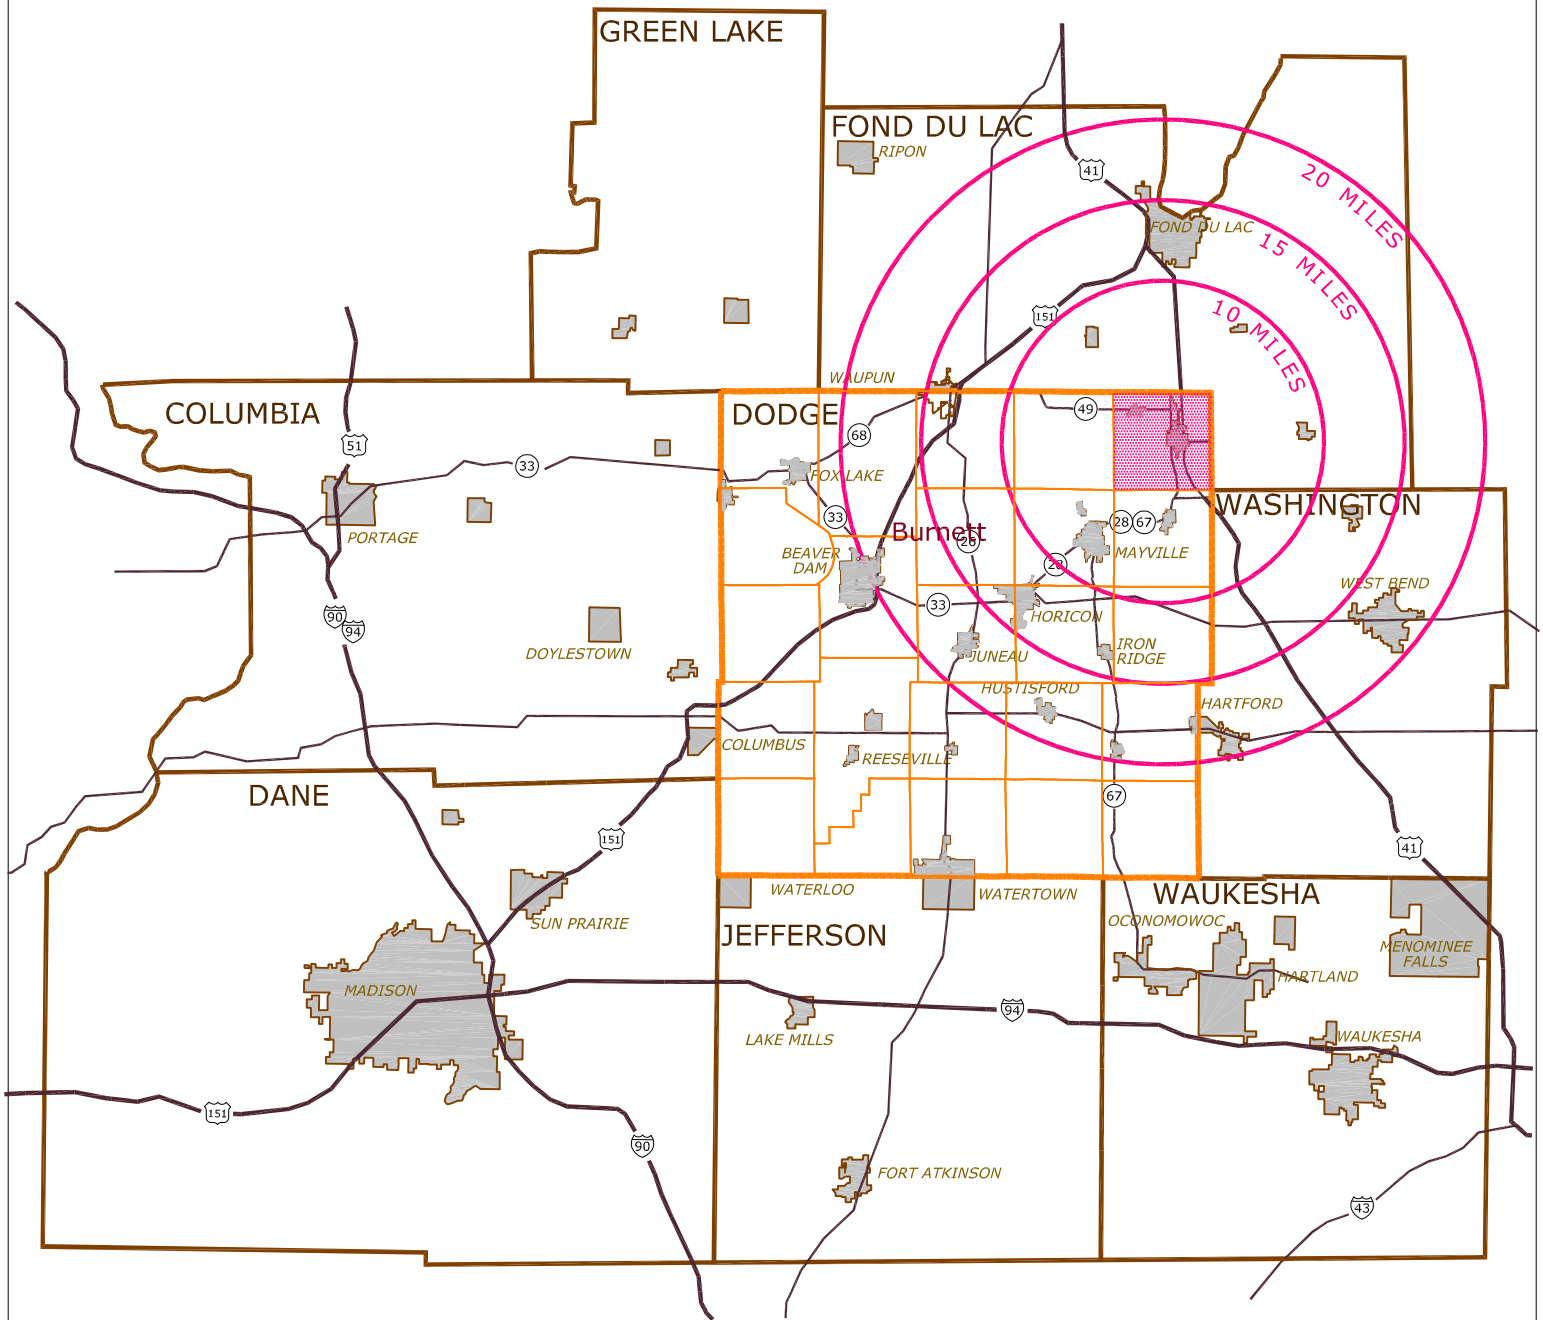 GREEN LAKE
FOND DU LAC
RIPON
41
20 MILES
FOND DU LAC
15 MILES
10 MILES
151
WAUPUN
COLUMBIA
DODGE
49
68
51
33
FOX LAKE
WASHINGTON
33
28
67
PORTAGE
Burnett
26
MAYVILLE
BEAVER
DAM
28
WEST BEND
90
94
33
HORICON
DOYLESTOWN
JUNEAU
IRON
RIDGE
HUSTISFORD
HARTFORD
COLUMBUS
REESEVILLE
DANE
67
151
41
WATERLOO
WATERTOWN
WAUKESHA
SUN PRAIRIE
JEFFERSON
OCONOMOWOC
MENOMINEE
FALLS
MADISON
HARTLAND
94
LAKE MILLS
WAUKESHA
151
90
FORT ATKINSON
43